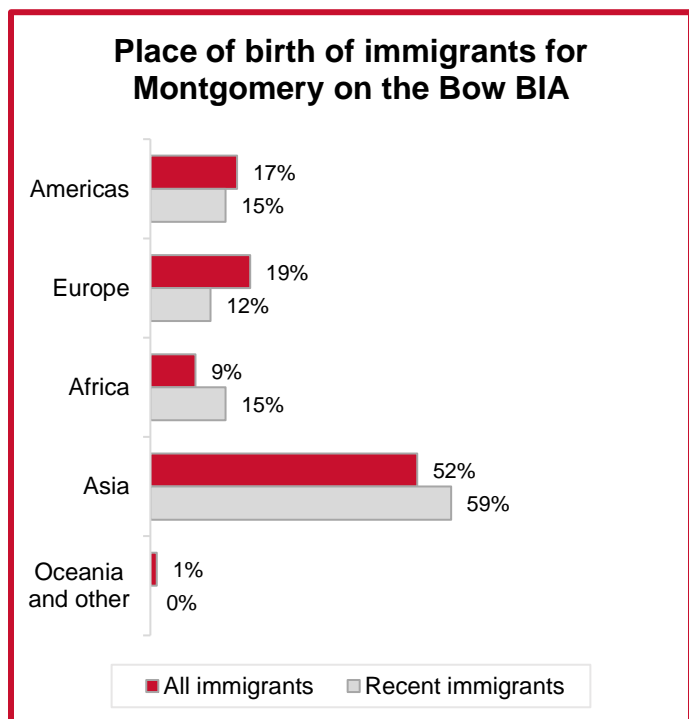 Place of birth of immigrants for
Montgomery on the Bow BIA
Americas
17%
15%
Europe
19%
12%
Africa
9%
15%
Asia
52%
59%
Oceania
and other
1%
0%
All immigrants
Recent immigrants